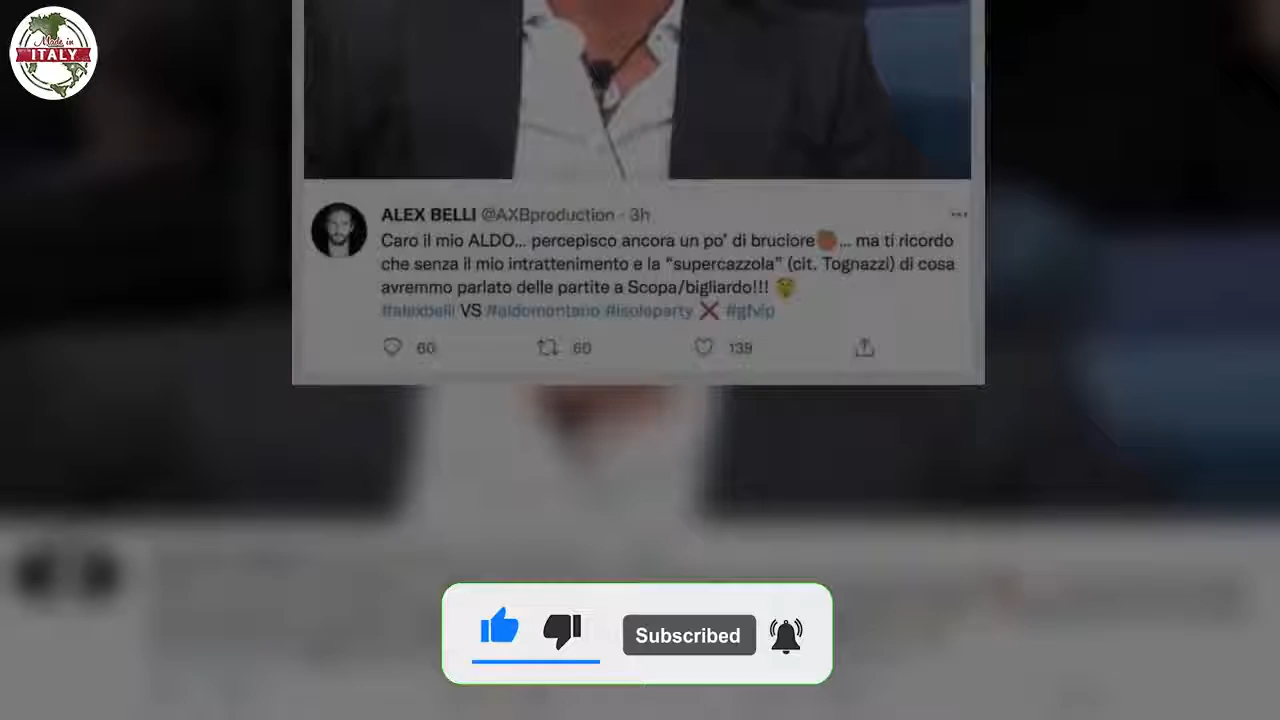 Made in
ITALY
ALEX BELLI @AXBproduction · 3h
Caro il mio ALDO... percepisco ancora un po' di bruciore... ma ti ricordo
che senza il mio intrattenimento e la "supercazzola" (cit. Tognazzi) di cosa
avremmo parlato delle partite a Scopa/bigliardo!!!
#alexbelli VS #aldomontano #isoleparty #gfvip
60 60 139
Subscribed